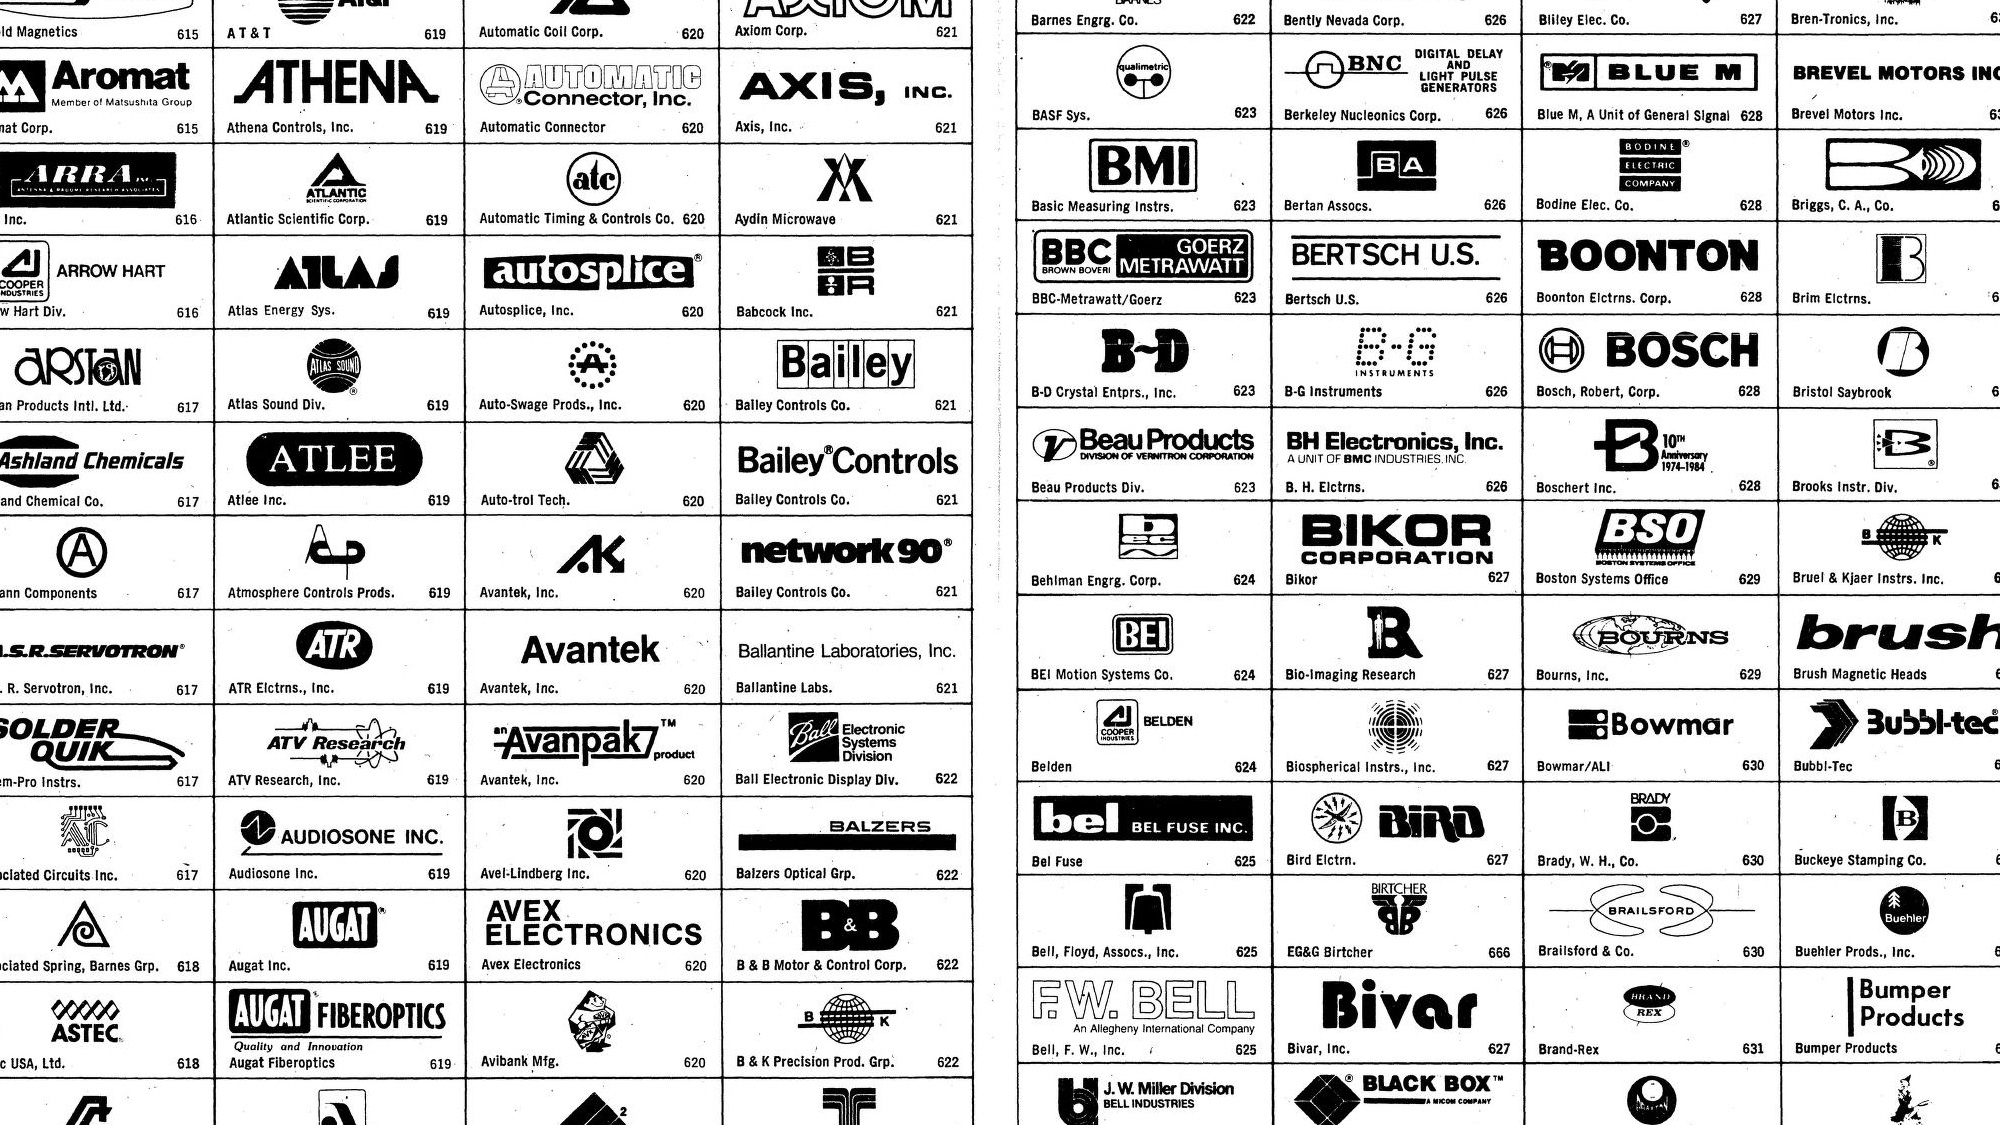 ld Magnetics 615
AT&T
AT & T 619
Automatic Coil Corp. 620
AXIOM
Axiom Corp. 621
Aromat
Member of Matsushita Group
mat Corp. 615
ATHENA
Athena Controls, Inc. 619
AUTOMATIC
Connector, Inc.
Automatic Connector 620
AXIS, INC.
Axis, Inc. 621
ARRA INC.
ANTENNA & RADOME RESEARCH ASSOCIATES
Inc. 616
ATLANTIC
SCIENTIFIC CORPORATION
Atlantic Scientific Corp. 619
atc
Automatic Timing & Controls Co. 620
Aydin Microwave 621
COOPER
INDUSTRIES
ARROW HART
w Hart Div. 616
ATLAS
Atlas Energy Sys. 619
autosplice®
Autosplice, Inc. 620
B
R
Babcock Inc. 621
ARSTAN
an Products Intl. Ltd. 617
ATLAS SOUND
®
Atlas Sound Div. 619
A
Auto-Swage Prods., Inc. 620
Bailey
Bailey Controls Co. 621
Ashland Chemicals
and Chemical Co. 617
ATLEE
Atlee Inc. 619
Auto-trol Tech. 620
Bailey® Controls
Bailey Controls Co. 621
A
ann Components 617
Acp
Atmosphere Controls Prods. 619
AK
Avantek, Inc. 620
network 90®
Bailey Controls Co. 621
.S.R. SERVOTRON®
. R. Servotron, Inc. 617
ATR
ATR Elctrns., Inc. 619
Avantek
Avantek, Inc. 620
Ballantine Laboratories, Inc.
Ballantine Labs. 621
SOLDER
QUIK
em-Pro Instrs. 617
ATV Research
ATV Research, Inc. 619
an Avanpak™
product
Avantek, Inc. 620
Ball
Electronic
Systems
Division
Ball Electronic Display Div. 622
ciated Circuits Inc. 617
AUDIOSONE INC.
Audiosone Inc. 619
Avel-Lindberg Inc. 620
BALZERS
Balzers Optical Grp. 622
ciated Spring, Barnes Grp. 618
AUGAT®
Augat Inc. 619
AVEX
ELECTRONICS
Avex Electronics 620
B&B
B & B Motor & Control Corp. 622
ASTEC
c USA, Ltd. 618
AUGAT FIBEROPTICS
Quality and Innovation
Augat Fiberoptics 619
Avibank Mfg. 620
B K
B & K Precision Prod. Grp. 622
2
BARNES
Barnes Engrg. Co. 622
Bently Nevada Corp. 626
Bliley Elec. Co. 627
Bren-Tronics, Inc.
qualimetric
BASF Sys. 623
BNC
DIGITAL DELAY
AND
LIGHT PULSE
GENERATORS
Berkeley Nucleonics Corp. 626
BLUE M
Blue M, A Unit of General Signal 628
BREVEL MOTORS INC
Brevel Motors Inc.
BMI
Basic Measuring Instrs. 623
BA
Bertan Assocs. 626
BODINE®
ELECTRIC
COMPANY
Bodine Elec. Co. 628
Briggs, C. A., Co.
BBC
BROWN BOVERI
GOERZ
METRAWATT
BBC-Metrawatt/Goerz 623
BERTSCH U.S.
Bertsch U.S. 626
BOONTON
Boonton Elctrns. Corp. 628
B
Brim Elctrns.
B-D
B-D Crystal Entprs., Inc. 623
B-G
INSTRUMENTS
B-G Instruments 626
BOSCH
Bosch, Robert, Corp. 628
B
Bristol Saybrook
Beau Products
DIVISION OF VERNITRON CORPORATION
Beau Products Div. 623
BH Electronics, Inc.
A UNIT OF BMC INDUSTRIES, INC.
B. H. Elctrns. 626
B
10TH
Anniversary
1974-1984
Boschert Inc. 628
B
®
Brooks Instr. Div.
Behlman Engrg. Corp. 624
BIKOR
CORPORATION
Bikor 627
BSO
BOSTON SYSTEMS OFFICE
Boston Systems Office 629
B K
Bruel & Kjaer Instrs. Inc.
BEI
BEI Motion Systems Co. 624
Bio-Imaging Research 627
BOURNS
Bourns, Inc. 629
brush
Brush Magnetic Heads
COOPER
INDUSTRIES
BELDEN
Belden 624
Biospherical Instrs., Inc. 627
Bowmar
Bowmar/ALI 630
Bubbl-tec®
Bubbl-Tec
bel BEL FUSE INC.
Bel Fuse 625
BIRD
Bird Elctrn. 627
BRADY
Brady, W. H., Co. 630
B
Buckeye Stamping Co.
Bell, Floyd, Assocs., Inc. 625
BIRTCHER
EG&G Birtcher 666
BRAILSFORD
Brailsford & Co. 630
Buehler
Buehler Prods., Inc.
F.W. BELL
An Allegheny International Company
Bell, F. W., Inc. 625
Bivar
Bivar, Inc. 627
BRAND
REX
Brand-Rex 631
Bumper
Products
Bumper Products
J. W. Miller Division
BELL INDUSTRIES
® BLACK BOX™
A MICOM COMPANY